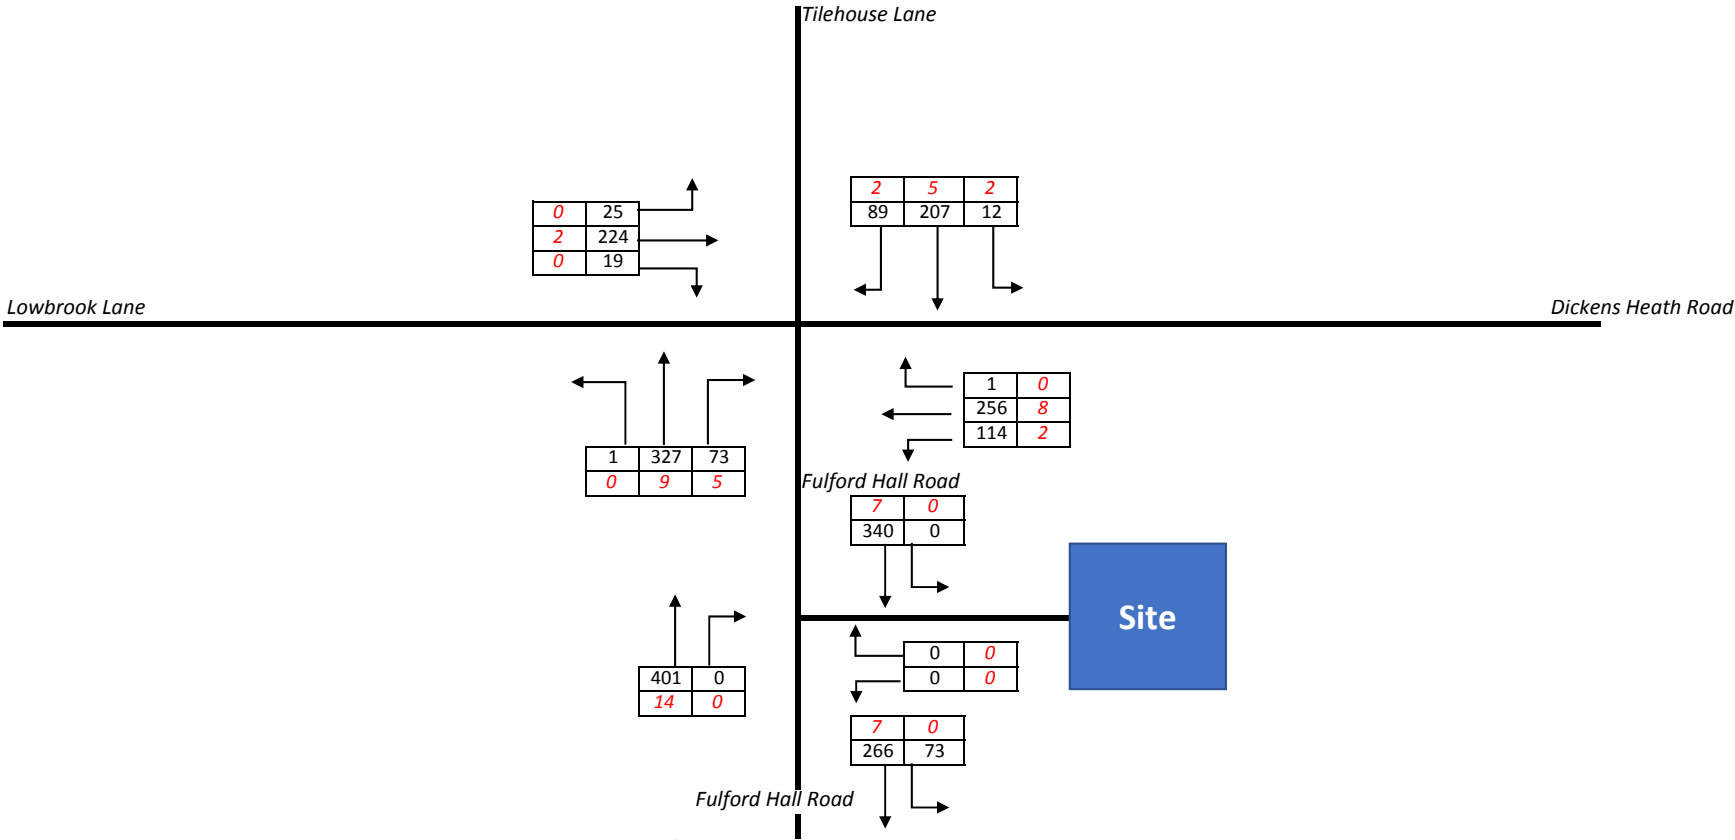 Tilehouse Lane
2 5 2
89 207 12
0 25
2 224
0 19
Lowbrook Lane
Dickens Heath Road
1 0
256 8
114 2
1 327 73
0 9 5
Fulford Hall Road
7 0
340 0
Site
0 0
0 0
401 0
14 0
7 0
266 73
Fulford Hall Road